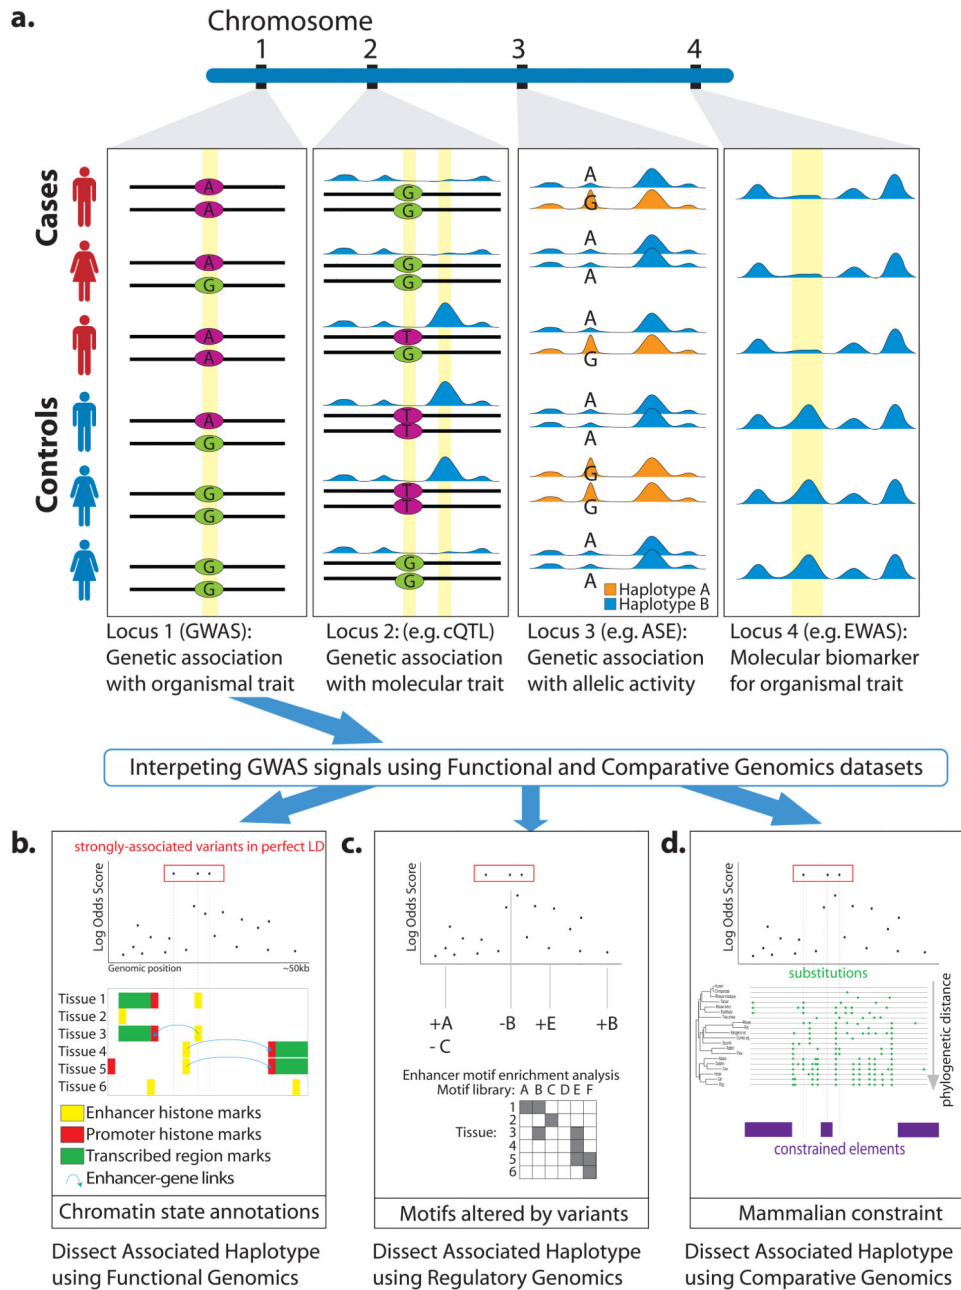 a.
Chromosome
1 2 3 4
Cases
Controls
A
A
A
G
A
A
A
G
G
G
G
G
G
G
G
G
T
G
T
T
T
T
G
G
A
G
A
A
A
G
A
A
G
G
A
A
Haplotype A
Haplotype B
Locus 1 (GWAS):
Genetic association
with organismal trait
Locus 2: (e.g. cQTL)
Genetic association
with molecular trait
Locus 3 (e.g. ASE):
Genetic association
with allelic activity
Locus 4 (e.g. EWAS):
Molecular biomarker
for organismal trait
Interpeting GWAS signals using Functional and Comparative Genomics datasets
b.
strongly-associated variants in perfect LD
Log Odds Score
Genomic position ~50kb
Tissue 1
Tissue 2
Tissue 3
Tissue 4
Tissue 5
Tissue 6
Enhancer histone marks
Promoter histone marks
Transcribed region marks
Enhancer-gene links
Chromatin state annotations
Dissect Associated Haplotype
using Functional Genomics
c.
Log Odds Score
+A -B +E +B
- C
Enhancer motif enrichment analysis
Motif library: A B C D E F
Tissue:
1
2
3
4
5
6
Motifs altered by variants
Dissect Associated Haplotype
using Regulatory Genomics
d.
Log Odds Score
substitutions
phylogenetic distance
constrained elements
Mammalian constraint
Dissect Associated Haplotype
using Comparative Genomics